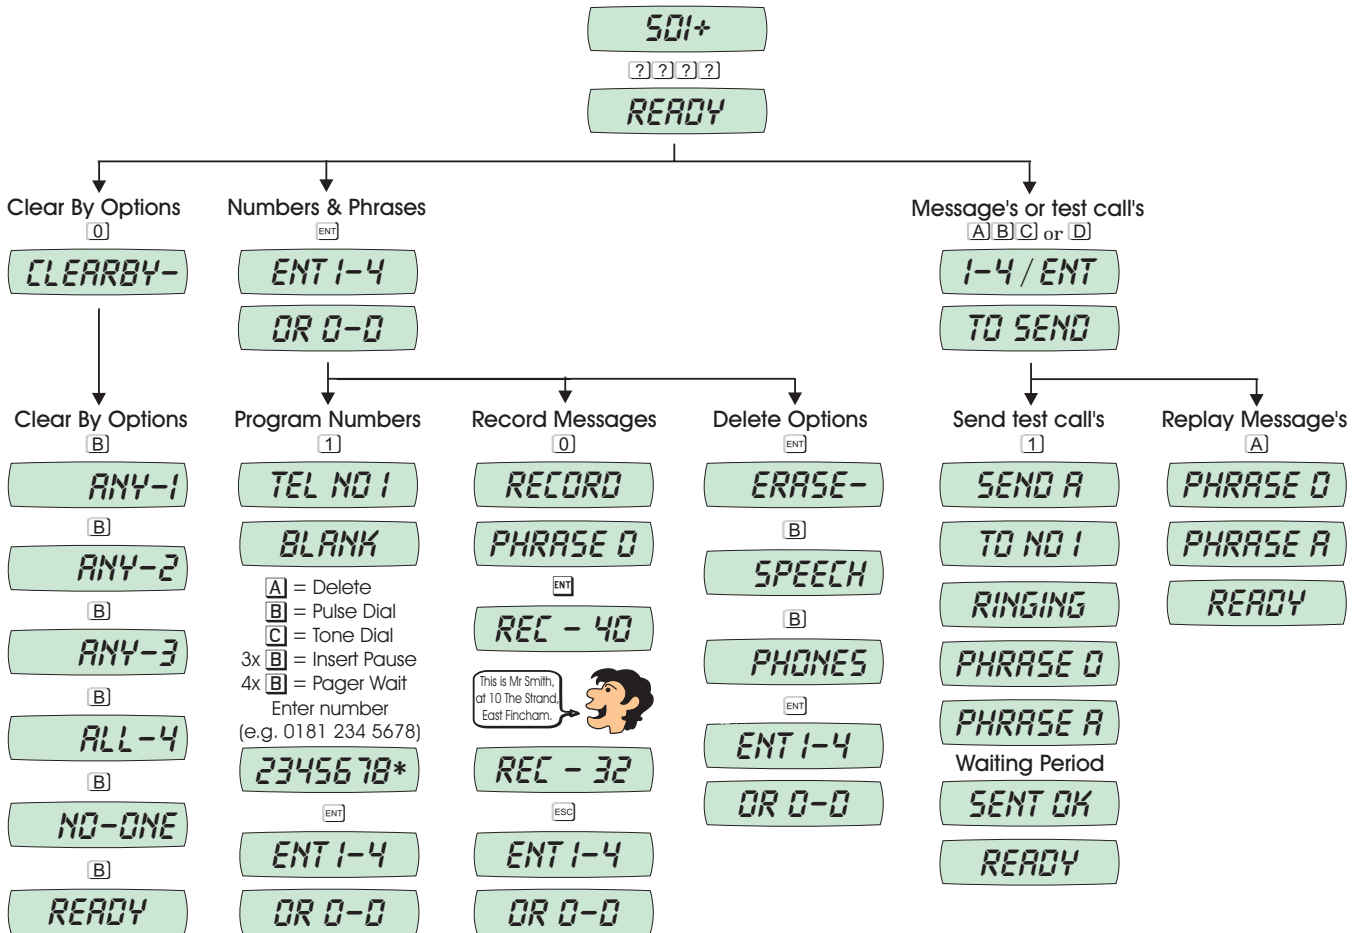 SD1+
? ? ? ?
READY
Clear By Options
0
CLEARBY-
Numbers & Phrases
ENT
ENT 1-4
OR 0-D
Message's or test call's
A B C or D
1-4 / ENT
TO SEND
Clear By Options
B
ANY-1
B
ANY-2
B
ANY-3
B
ALL-4
B
NO-ONE
B
READY
Program Numbers
1
TEL NO 1
BLANK
A = Delete
B = Pulse Dial
C = Tone Dial
3x B = Insert Pause
4x B = Pager Wait
Enter number
(e.g. 0181 234 5678)
2345678*
ENT
ENT 1-4
OR 0-D
Record Messages
0
RECORD
PHRASE 0
ENT
REC - 40
This is Mr Smith,
at 10 The Strand,
East Fincham.
REC - 32
ESC
ENT 1-4
OR 0-D
Delete Options
ENT
ERASE-
B
SPEECH
B
PHONES
ENT
ENT 1-4
OR 0-D
Send test call's
1
SEND A
TO NO 1
RINGING
PHRASE 0
PHRASE A
Waiting Period
SENT OK
READY
Replay Message's
A
PHRASE 0
PHRASE A
READY